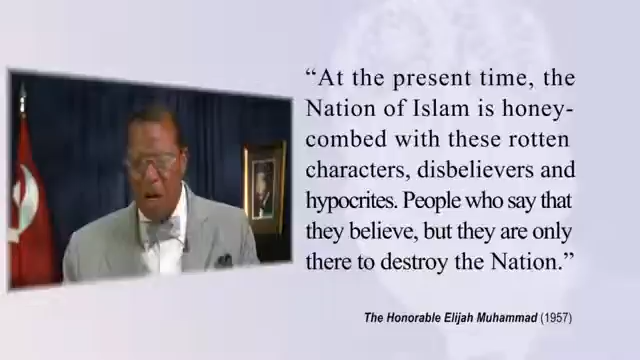 “At the present time, the
Nation of Islam is honey-
combed with these rotten
characters, disbelievers and
hypocrites. People who say that
they believe, but they are only
there to destroy the Nation.”
The Honorable Elijah Muhammad (1957)